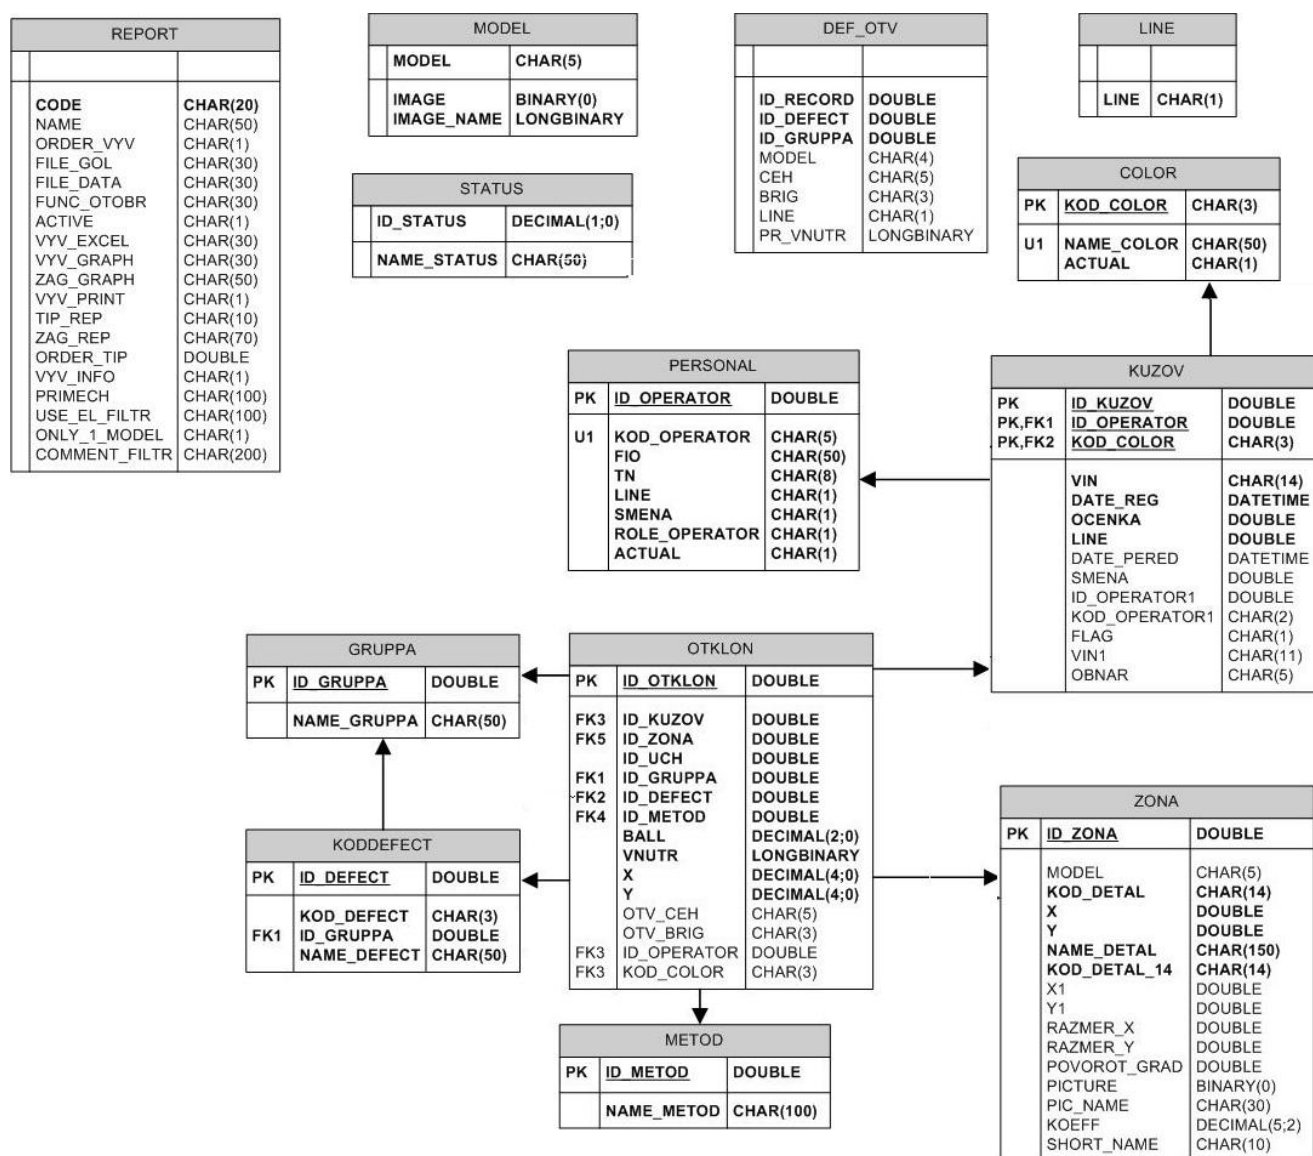 REPORT
CODE CHAR(20)
NAME CHAR(50)
ORDER_VYV CHAR(1)
FILE_GOL CHAR(30)
FILE_DATA CHAR(30)
FUNC_OTOBR CHAR(30)
ACTIVE CHAR(1)
VYV_EXCEL CHAR(30)
VYV_GRAPH CHAR(30)
ZAG_GRAPH CHAR(50)
VYV_PRINT CHAR(1)
TIP_REP CHAR(10)
ZAG_REP CHAR(70)
ORDER_TIP DOUBLE
VYV_INFO CHAR(1)
PRIMECH CHAR(100)
USE_EL_FILTR CHAR(100)
ONLY_1_MODEL CHAR(1)
COMMENT_FILTR CHAR(200)
MODEL
MODEL CHAR(5)
IMAGE BINARY(0)
IMAGE_NAME LONGBINARY
STATUS
ID_STATUS DECIMAL(1;0)
NAME_STATUS CHAR(50)
DEF_OTV
ID_RECORD DOUBLE
ID_DEFECT DOUBLE
ID_GRUPPA DOUBLE
MODEL CHAR(4)
CEH CHAR(5)
BRIG CHAR(3)
LINE CHAR(1)
PR_VNUTR LONGBINARY
LINE
LINE CHAR(1)
COLOR
PK KOD_COLOR CHAR(3)
U1 NAME_COLOR CHAR(50)
ACTUAL CHAR(1)
PERSONAL
PK ID_OPERATOR DOUBLE
U1 KOD_OPERATOR CHAR(5)
FIO CHAR(50)
TN CHAR(8)
LINE CHAR(1)
SMENA CHAR(1)
ROLE_OPERATOR CHAR(1)
ACTUAL CHAR(1)
KUZOV
PK ID_KUZOV DOUBLE
PK,FK1 ID_OPERATOR DOUBLE
PK,FK2 KOD_COLOR CHAR(3)
VIN CHAR(14)
DATE_REG DATETIME
OCENKA DOUBLE
LINE DOUBLE
DATE_PERED DATETIME
SMENA DOUBLE
ID_OPERATOR1 DOUBLE
KOD_OPERATOR1 CHAR(2)
FLAG CHAR(1)
VIN1 CHAR(11)
OBNAR CHAR(5)
GRUPPA
PK ID_GRUPPA DOUBLE
NAME_GRUPPA CHAR(50)
OTKLON
PK ID_OTKLON DOUBLE
FK3 ID_KUZOV DOUBLE
FK5 ID_ZONA DOUBLE
ID_UCH DOUBLE
FK1 ID_GRUPPA DOUBLE
FK2 ID_DEFECT DOUBLE
FK4 ID_METOD DOUBLE
BALL DECIMAL(2;0)
VNUTR LONGBINARY
X DECIMAL(4;0)
Y DECIMAL(4;0)
OTV_CEH CHAR(5)
OTV_BRIG CHAR(3)
FK3 ID_OPERATOR DOUBLE
FK3 KOD_COLOR CHAR(3)
KODDEFECT
PK ID_DEFECT DOUBLE
KOD_DEFECT CHAR(3)
FK1 ID_GRUPPA DOUBLE
NAME_DEFECT CHAR(50)
METOD
PK ID_METOD DOUBLE
NAME_METOD CHAR(100)
ZONA
PK ID_ZONA DOUBLE
MODEL CHAR(5)
KOD_DETAL CHAR(14)
X DOUBLE
Y DOUBLE
NAME_DETAL CHAR(150)
KOD_DETAL_14 CHAR(14)
X1 DOUBLE
Y1 DOUBLE
RAZMER_X DOUBLE
RAZMER_Y DOUBLE
POVOROT_GRAD DOUBLE
PICTURE BINARY(0)
PIC_NAME CHAR(30)
KOEFF DECIMAL(5;2)
SHORT_NAME CHAR(10)